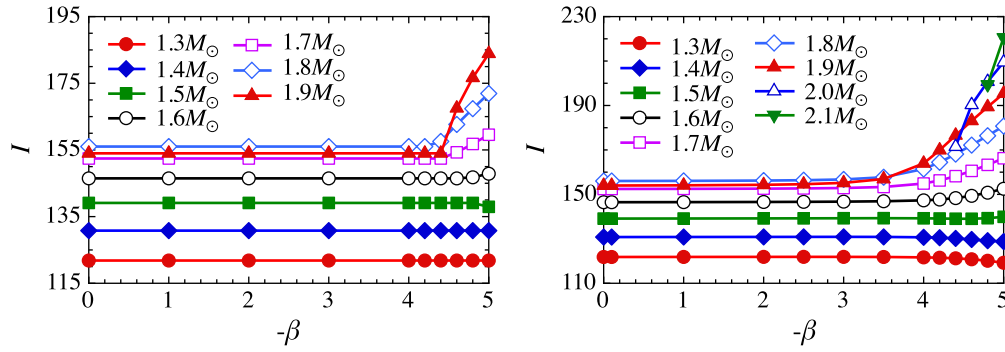 195
175
155
135
115
I
1.3M⊙
1.4M⊙
1.5M⊙
1.6M⊙
1.7M⊙
1.8M⊙
1.9M⊙
0 1 2 3 4 5
-β
230
190
150
110
I
1.3M⊙
1.4M⊙
1.5M⊙
1.6M⊙
1.7M⊙
1.8M⊙
1.9M⊙
2.0M⊙
2.1M⊙
0 1 2 3 4 5
-β